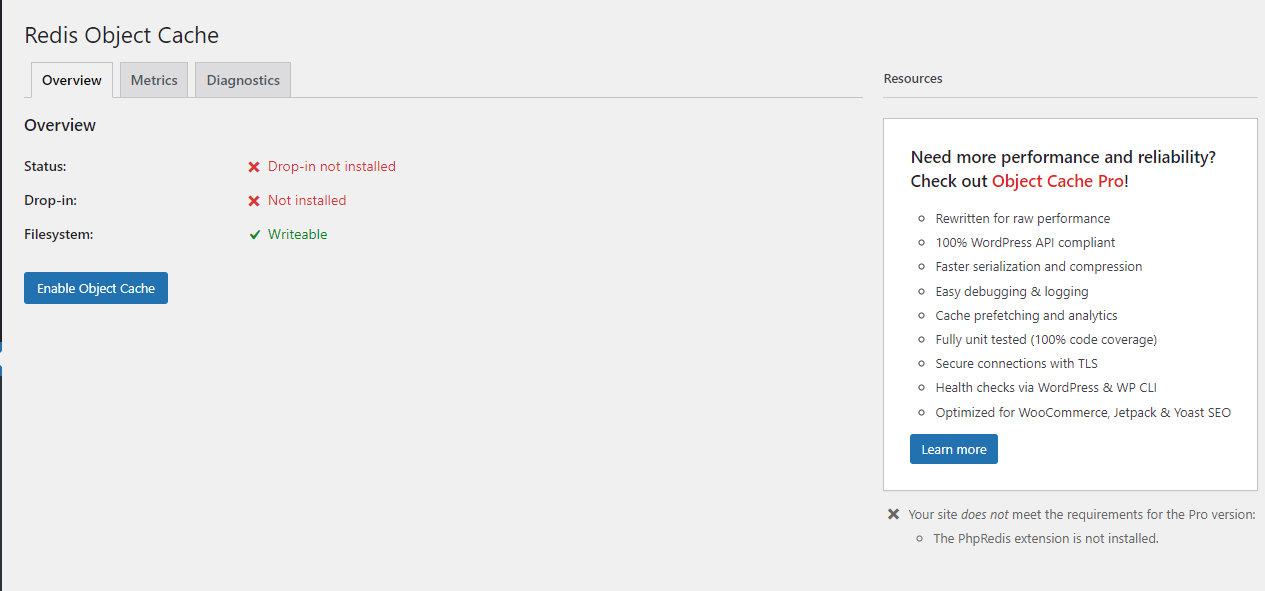 Redis Object Cache
Overview
Metrics
Diagnostics
Overview
Status:
Drop-in not installed
Drop-in:
Not installed
Filesystem:
Writeable
Enable Object Cache
Resources
Need more performance and reliability?
Check out Object Cache Pro!
Rewritten for raw performance
100% WordPress API compliant
Faster serialization and compression
Easy debugging & logging
Cache prefetching and analytics
Fully unit tested (100% code coverage)
Secure connections with TLS
Health checks via WordPress & WP CLI
Optimized for WooCommerce, Jetpack & Yoast SEO
Learn more
Your site does not meet the requirements for the Pro version:
The PhpRedis extension is not installed.